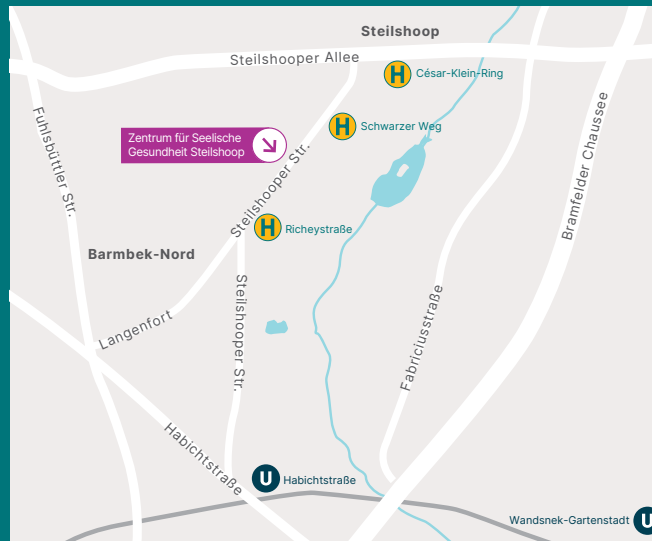 Steilshoop
Steilshooper Allee
H César-Klein-Ring
Fuhlsbüttler Str.
H Schwarzer Weg
Bramfelder Chaussee
Zentrum für Seelische
Gesundheit Steilshoop
Steilshooper Str.
H Richeystraße
Barmbek-Nord
Steilshooper Str.
Fabriciusstraße
Langenfort
Habichtstraße
U Habichtstraße
Wandsnek-Gartenstadt U